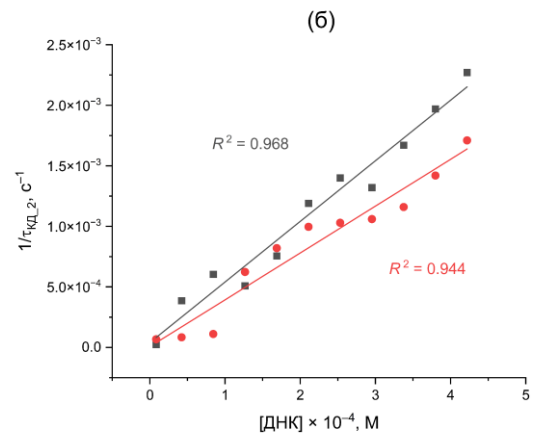 (б)
2.5×10⁻³
2.0×10⁻³
1.5×10⁻³
1.0×10⁻³
5.0×10⁻⁴
0.0
1/τКД_2, с⁻¹
R² = 0.968
R² = 0.944
0 1 2 3 4 5
[ДНК] × 10⁻⁴, М